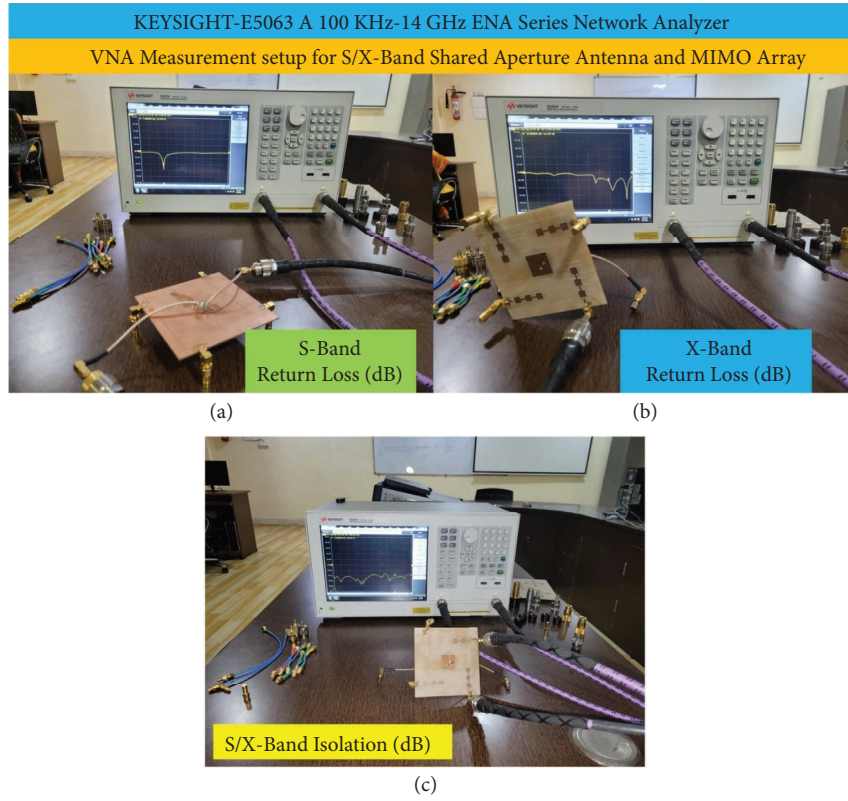 KEYSIGHT-E5063 A 100 KHz-14 GHz ENA Series Network Analyzer
VNA Measurement setup for S/X-Band Shared Aperture Antenna and MIMO Array
KEYSIGHT
KEYSIGHT
S-Band
Return Loss (dB)
X-Band
Return Loss (dB)
(a)
(b)
KEYSIGHT
S/X-Band Isolation (dB)
(c)